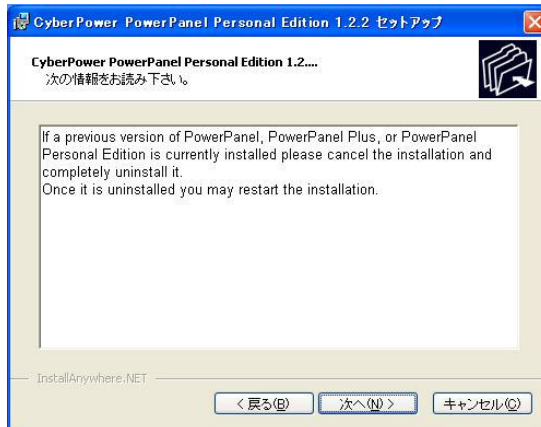 CyberPower PowerPanel Personal Edition 1.2.2 セットアップ
CyberPower PowerPanel Personal Edition 1.2....
次の情報をお読み下さい。
If a previous version of PowerPanel, PowerPanel Plus, or PowerPanel
Personal Edition is currently installed please cancel the installation and
completely uninstall it.
Once it is uninstalled you may restart the installation.
InstallAnywhere.NET
< 戻る(B)
次へ(N) >
キャンセル(C)